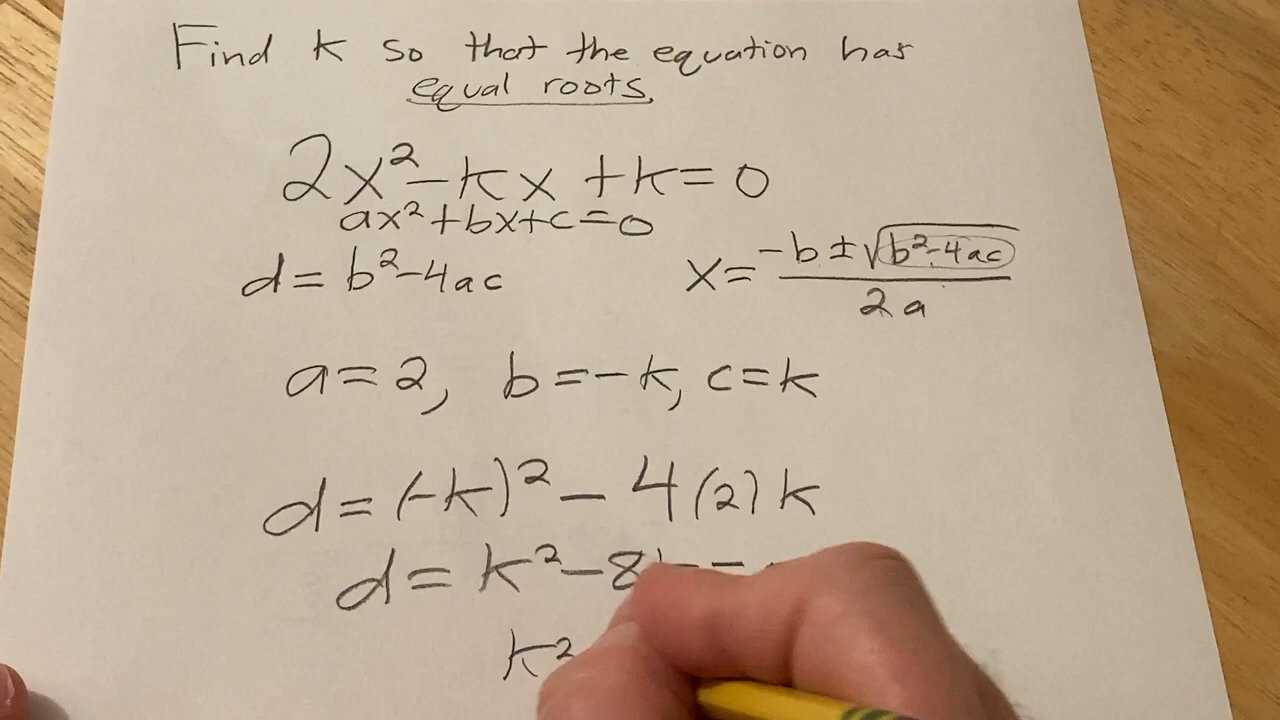 Find k so that the equation has
equal roots.
2x²-kx+k=0
ax²+bx+c=0
d=b²-4ac
x=(-b±√(b²-4ac))/2a
a=2, b=-k, c=k
d=(-k)²-4(2)k
d=k²-8
k²